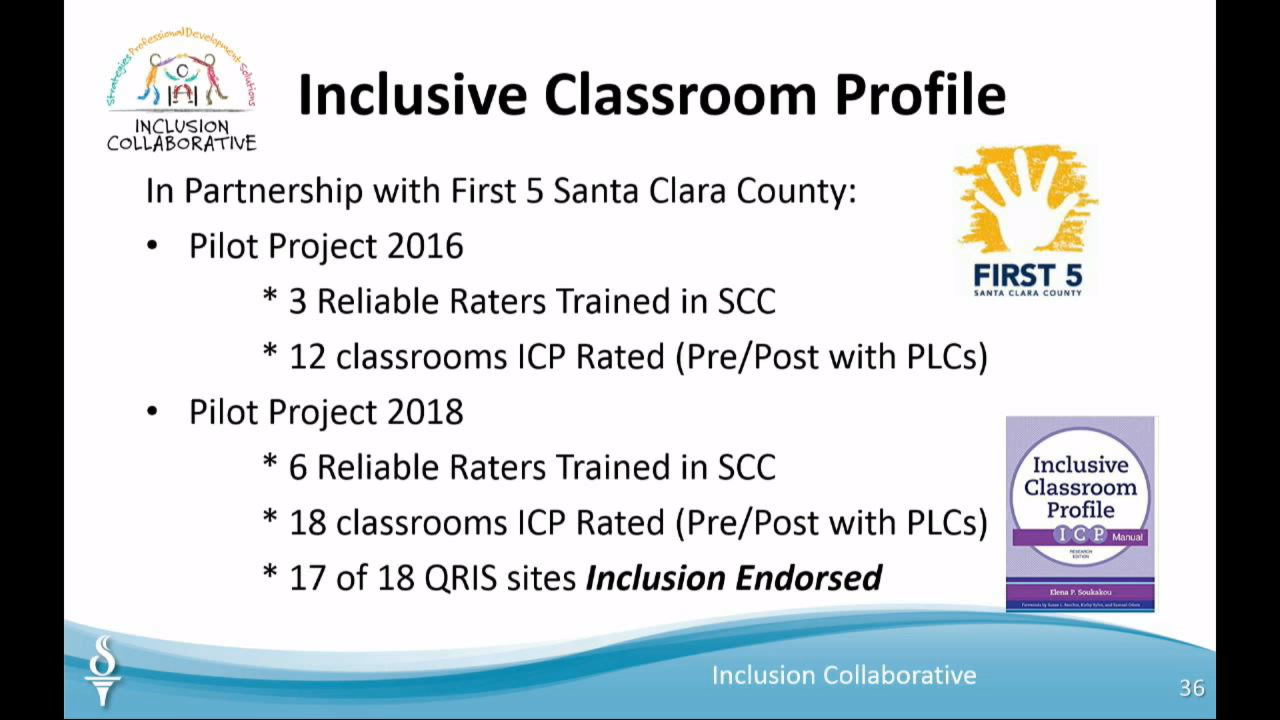 Strategies Professional Development Solutions
INCLUSION
COLLABORATIVE
Inclusive Classroom Profile
In Partnership with First 5 Santa Clara County:
• Pilot Project 2016
* 3 Reliable Raters Trained in SCC
* 12 classrooms ICP Rated (Pre/Post with PLCs)
• Pilot Project 2018
* 6 Reliable Raters Trained in SCC
* 18 classrooms ICP Rated (Pre/Post with PLCs)
* 17 of 18 QRIS sites Inclusion Endorsed
FIRST 5
SANTA CLARA COUNTY
Inclusive
Classroom
Profile
ICP Manual
RESEARCH
EDITION
Elena P. Soukakou
Inclusion Collaborative
36